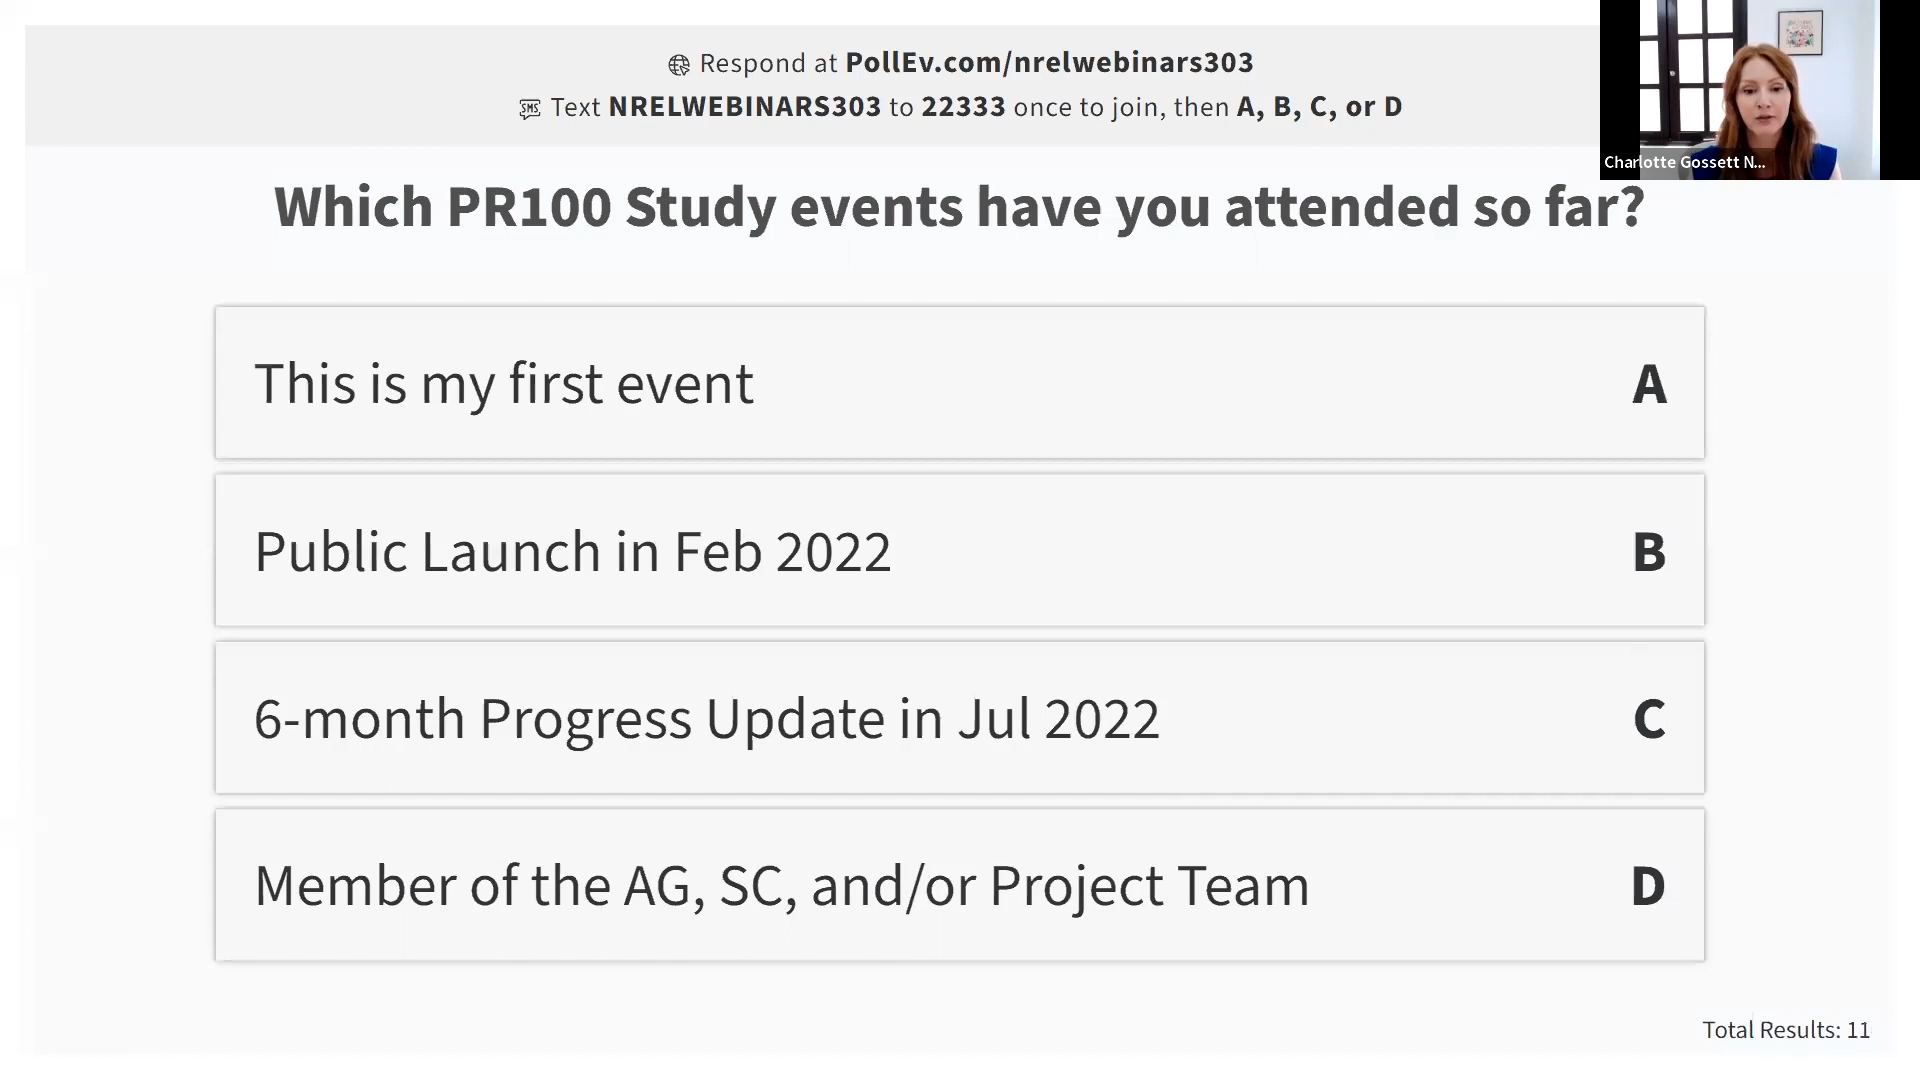 Respond at PollEv.com/nrelwebinars303
Text NRELWEBINARS303 to 22333 once to join, then A, B, C, or D
Charlotte Gossett N...
Which PR100 Study events have you attended so far?
This is my first event A
Public Launch in Feb 2022 B
6-month Progress Update in Jul 2022 C
Member of the AG, SC, and/or Project Team D
Total Results: 11